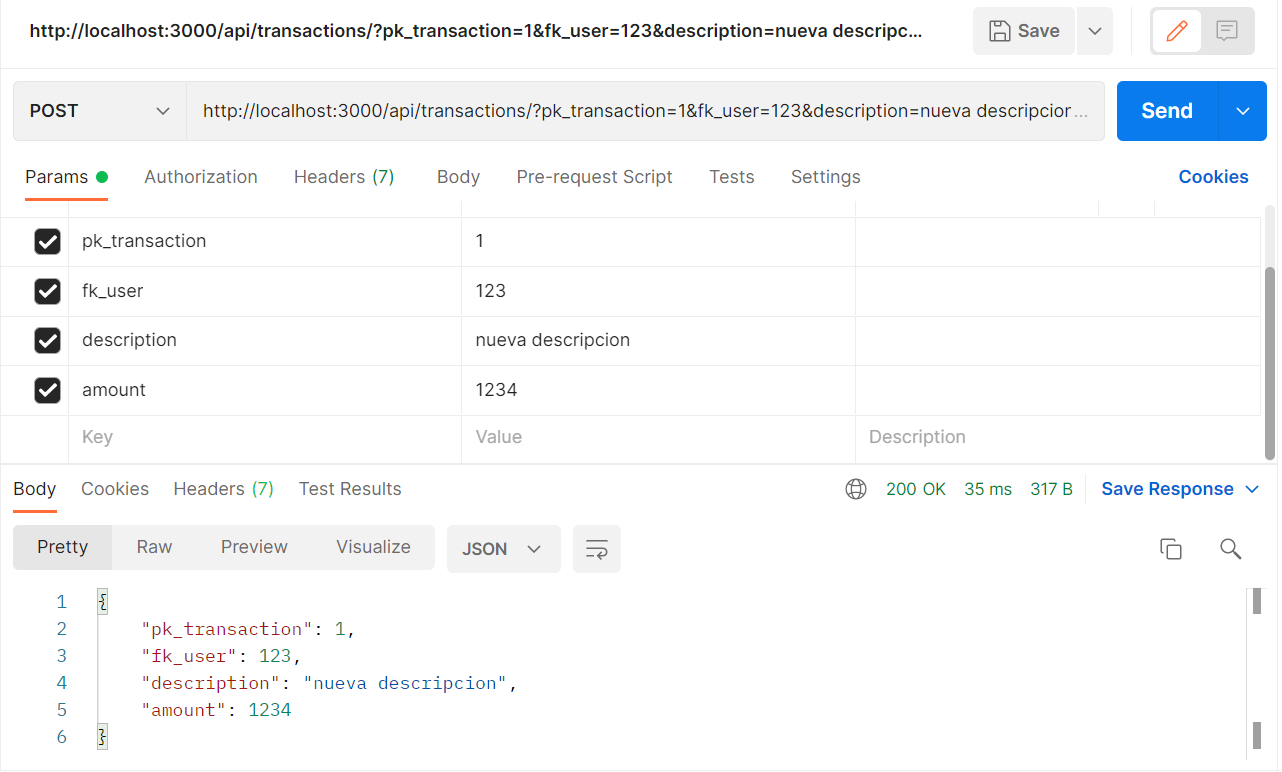 http://localhost:3000/api/transactions/?pk_transaction=1&fk_user=123&description=nueva descripc...
Save
POST
http://localhost:3000/api/transactions/?pk_transaction=1&fk_user=123&description=nueva descripcior ...
Send
Params Authorization Headers (7) Body Pre-request Script Tests Settings Cookies
pk_transaction 1
fk_user 123
description nueva descripcion
amount 1234
Key Value Description
Body Cookies Headers (7) Test Results 200 OK 35 ms 317 B Save Response
Pretty Raw Preview Visualize JSON
1 {
2 "pk_transaction": 1,
3 "fk_user": 123,
4 "description": "nueva descripcion",
5 "amount": 1234
6 }